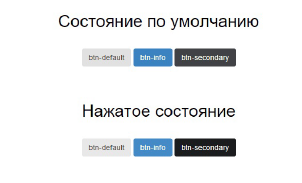 Состояние по умолчанию
btn-default btn-info btn-secondary
Нажатое состояние
btn-default btn-info btn-secondary